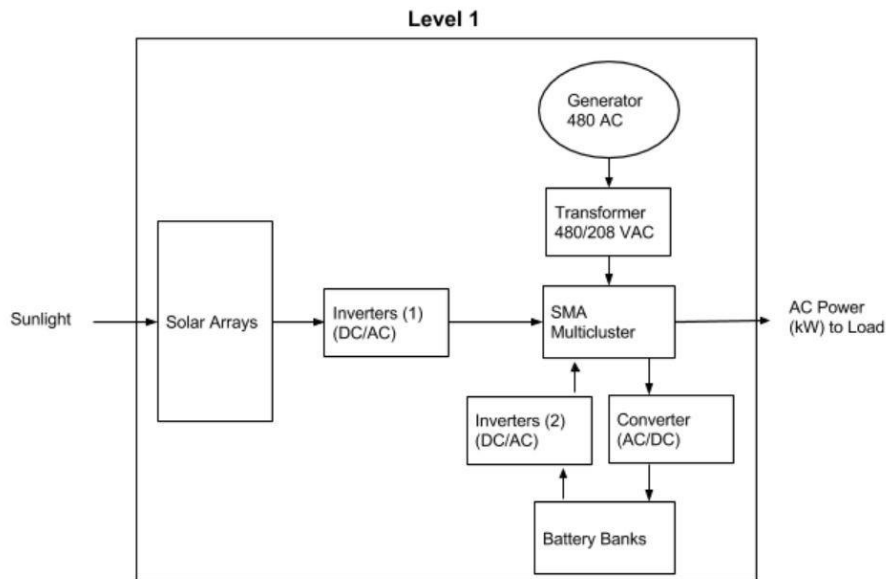 Level 1
Generator
480 AC
Transformer
480/208 VAC
Sunlight
Solar Arrays
Inverters (1)
(DC/AC)
SMA
Multicluster
AC Power
(kW) to Load
Inverters (2)
(DC/AC)
Converter
(AC/DC)
Battery Banks